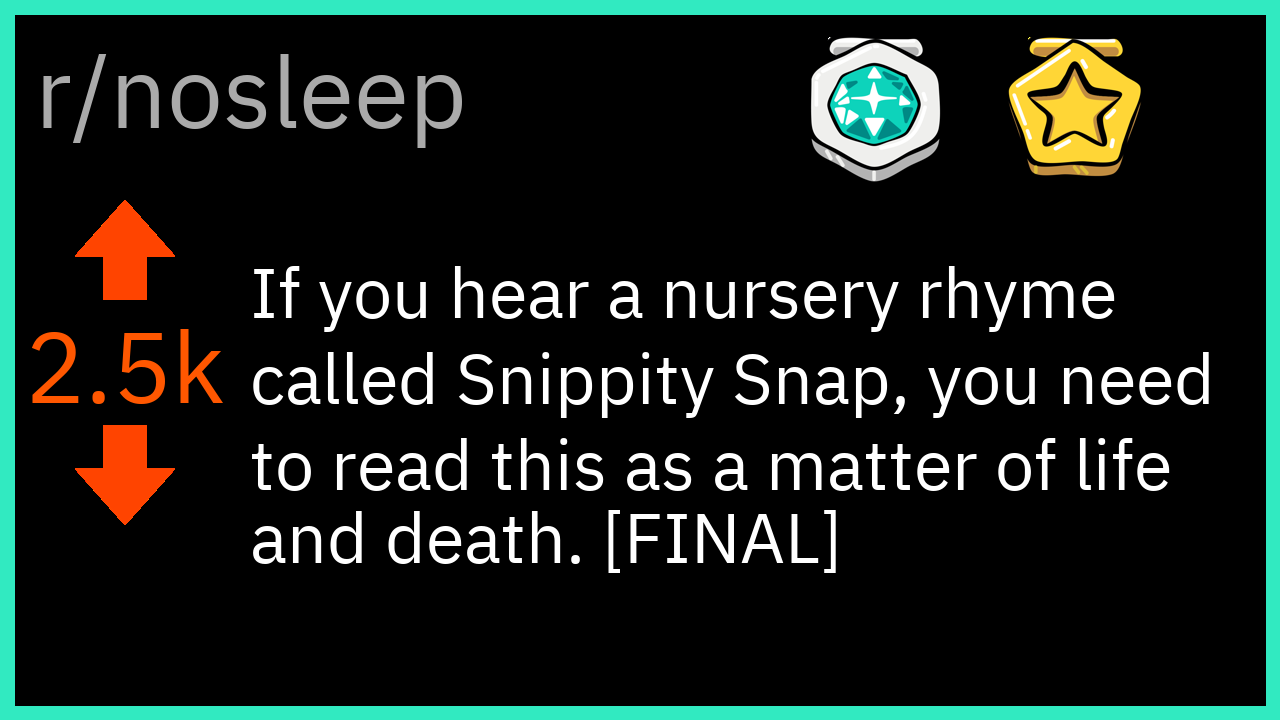 r/nosleep
2.5k
If you hear a nursery rhyme
called Snippity Snap, you need
to read this as a matter of life
and death. [FINAL]